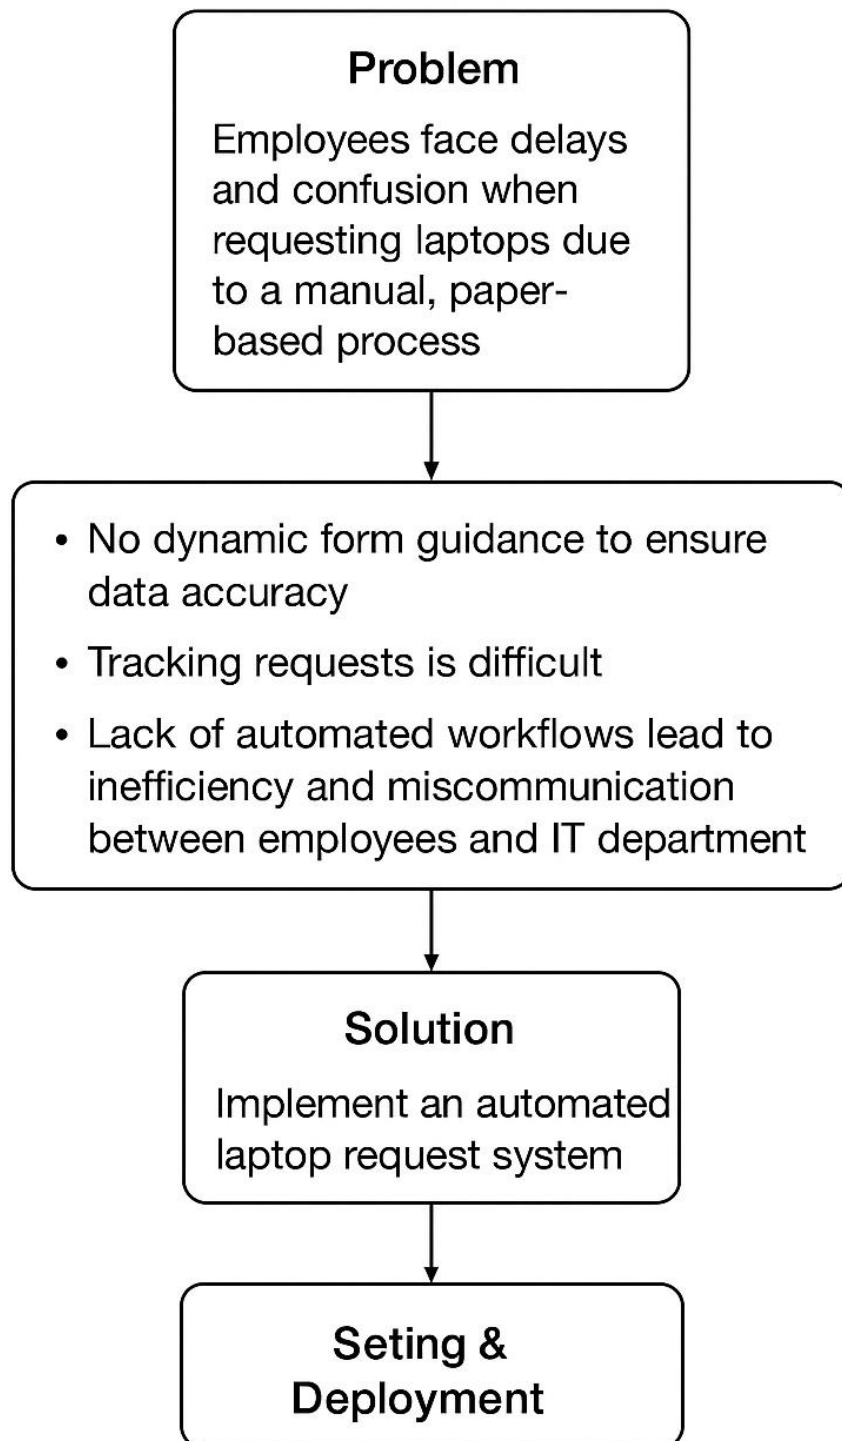 Problem
Employees face delays
and confusion when
requesting laptops due
to a manual, paper-
based process
• No dynamic form guidance to ensure
data accuracy
• Tracking requests is difficult
• Lack of automated workflows lead to
inefficiency and miscommunication
between employees and IT department
Solution
Implement an automated
laptop request system
Seting &
Deployment